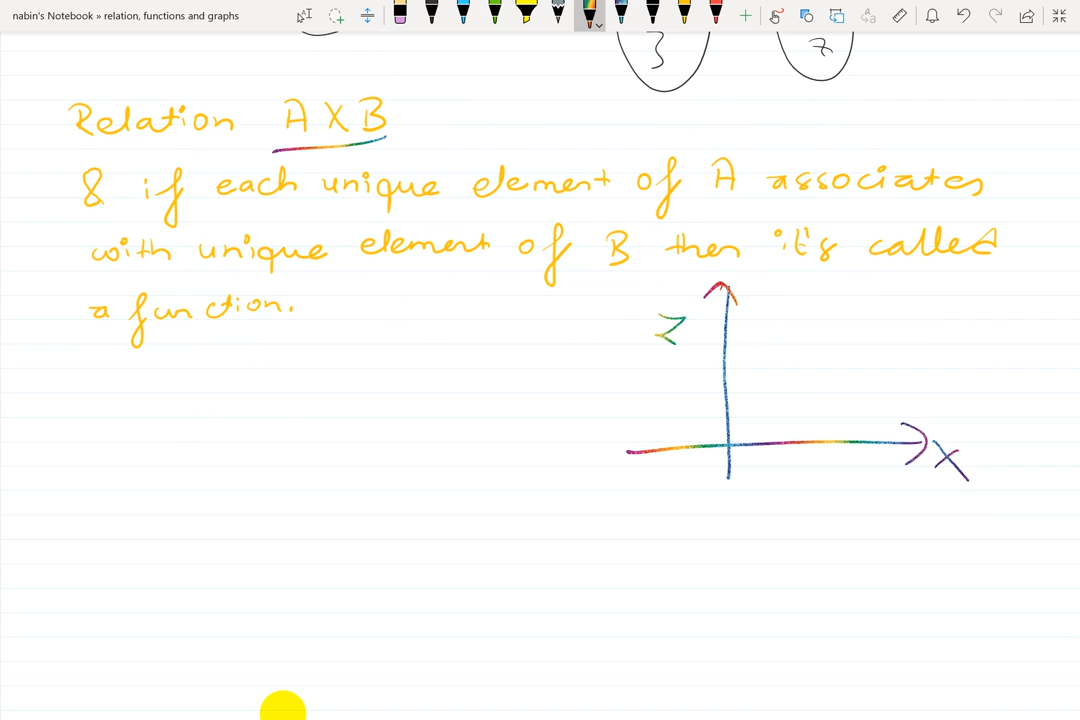 nabin's Notebook » relation, functions and graphs
3 7
Relation A X B
& if each unique element of A associates
with unique element of B then it's called
a function.
X